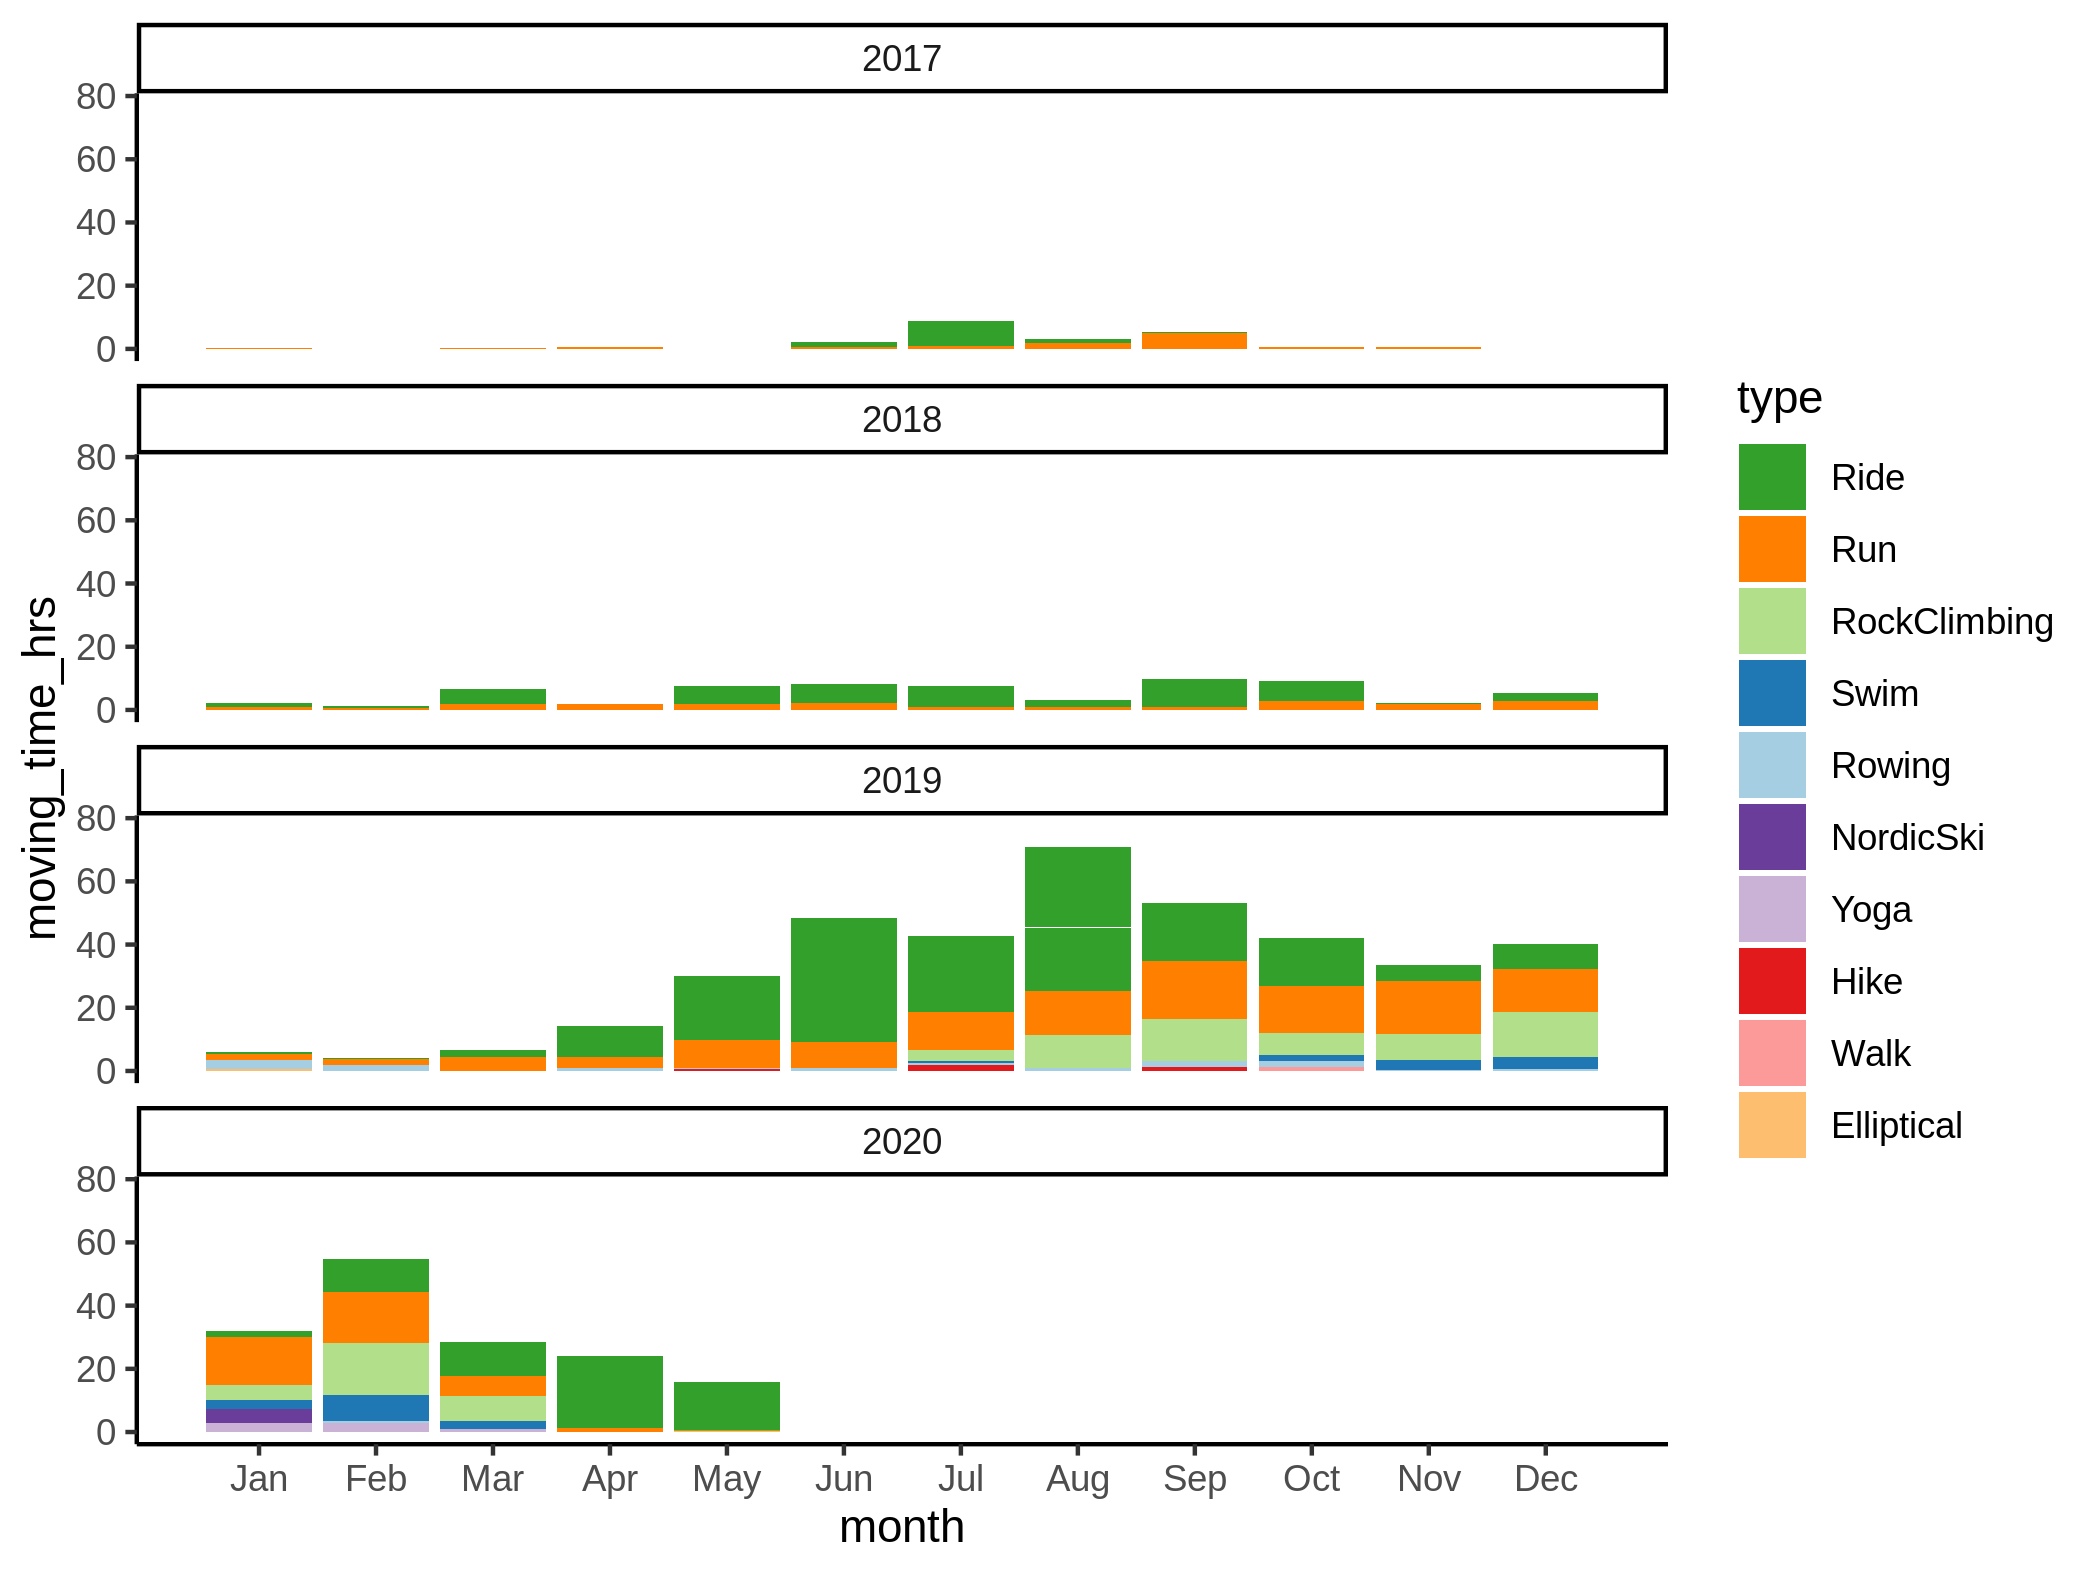 2017
80
60
40
20
0
2018
80
60
40
20
0
2019
80
60
40
20
0
2020
80
60
40
20
0
Jan Feb Mar Apr May Jun Jul Aug Sep Oct Nov Dec
month
moving_time_hrs
type
Ride
Run
RockClimbing
Swim
Rowing
NordicSki
Yoga
Hike
Walk
Elliptical